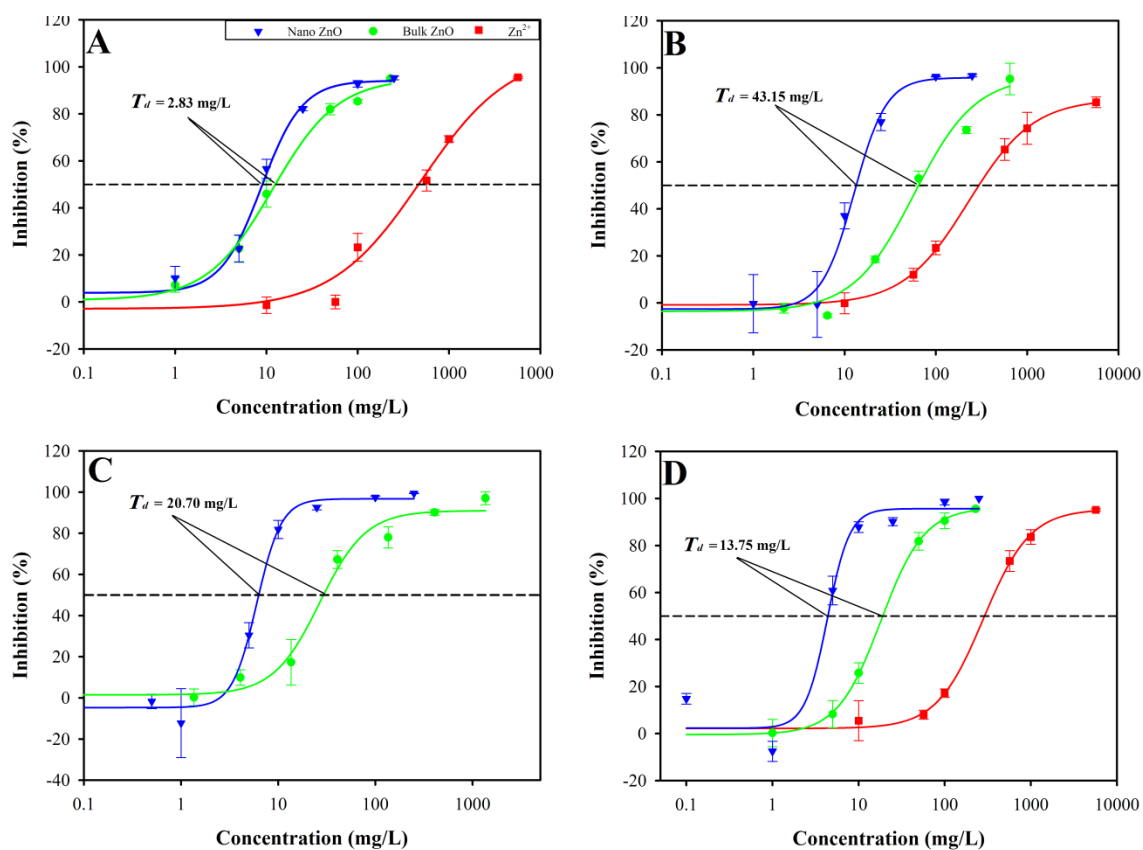 A
Nano ZnO Bulk ZnO Zn²⁺
T_d = 2.83 mg/L
Inhibition (%)
120
100
80
60
40
20
0
-20
0.1 1 10 100 1000 10000
Concentration (mg/L)
B
T_d = 43.15 mg/L
Inhibition (%)
120
100
80
60
40
20
0
-20
0.1 1 10 100 1000 10000
Concentration (mg/L)
C
T_d = 20.70 mg/L
Inhibition (%)
120
100
80
60
40
20
0
-20
-40
0.1 1 10 100 1000
Concentration (mg/L)
D
T_d = 13.75 mg/L
Inhibition (%)
120
100
80
60
40
20
0
-20
0.1 1 10 100 1000 10000
Concentration (mg/L)